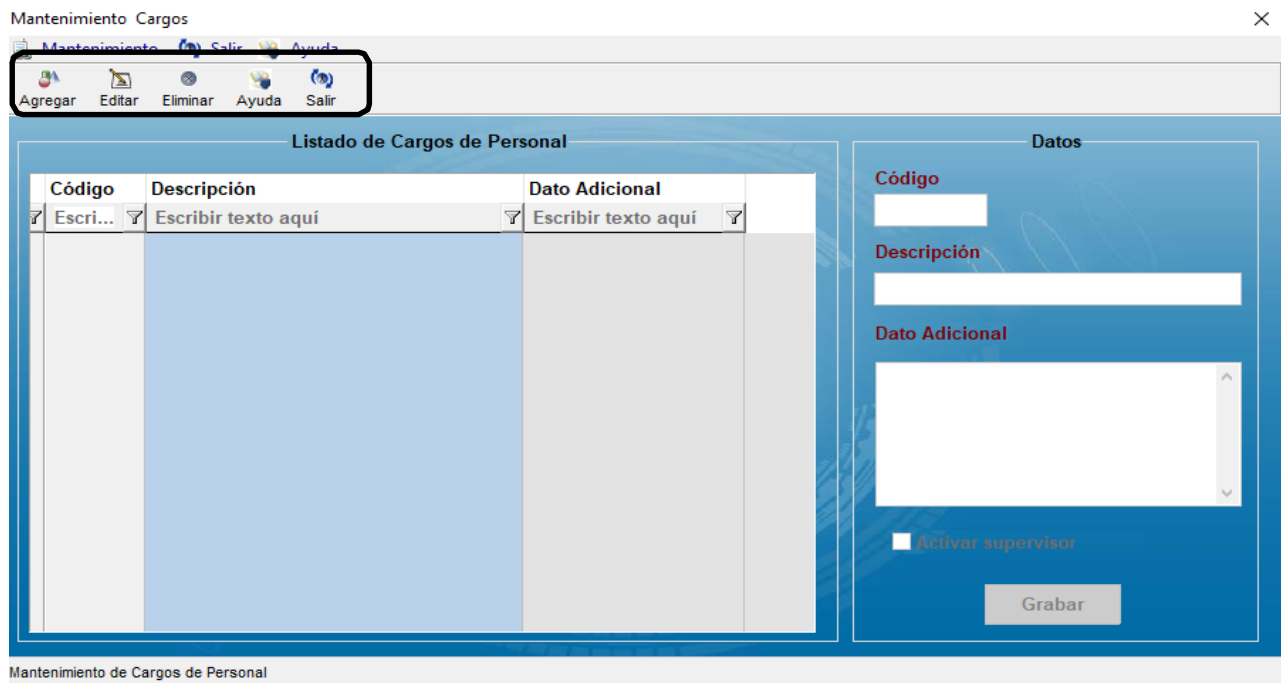 Mantenimiento Cargos
Mantenimiento Salir Ayuda
Agregar Editar Eliminar Ayuda Salir
Listado de Cargos de Personal
Código Descripción Dato Adicional
Escri... Escribir texto aquí Escribir texto aquí
Datos
Código
Descripción
Dato Adicional
Activar supervisor
Grabar
Mantenimiento de Cargos de Personal